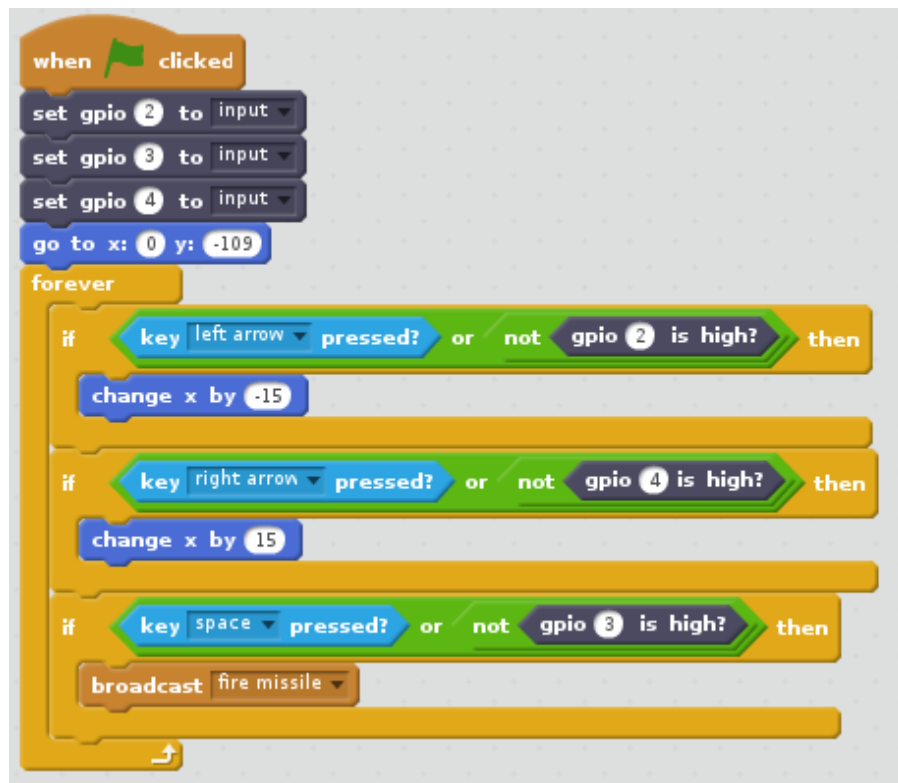 when clicked
set gpio 2 to input
set gpio 3 to input
set gpio 4 to input
go to x: 0 y: -109
forever
if key left arrow pressed? or not gpio 2 is high? then
change x by -15
if key right arrow pressed? or not gpio 4 is high? then
change x by 15
if key space pressed? or not gpio 3 is high? then
broadcast fire missile